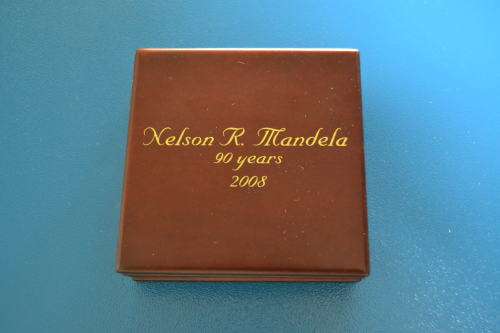 Nelson R. Mandela
90 years
2008